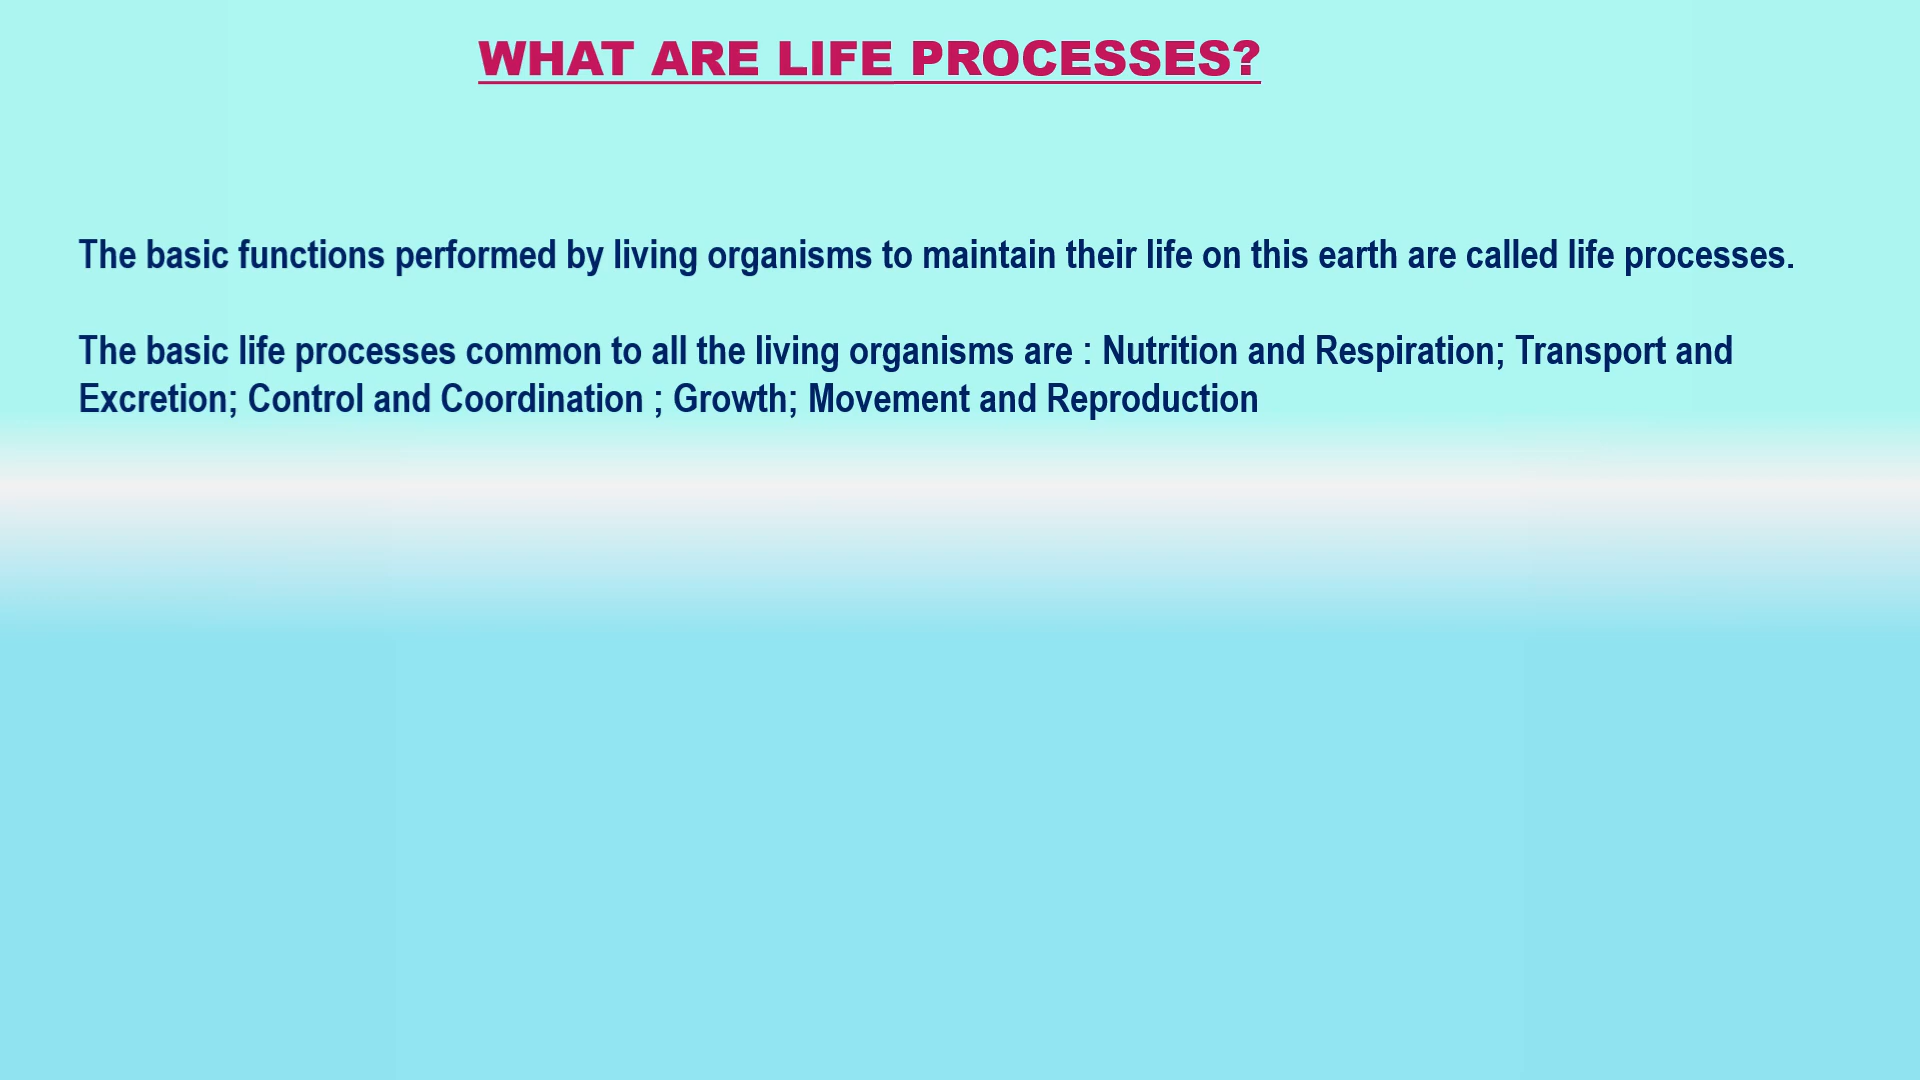 WHAT ARE LIFE PROCESSES?
The basic functions performed by living organisms to maintain their life on this earth are called life processes.
The basic life processes common to all the living organisms are : Nutrition and Respiration; Transport and
Excretion; Control and Coordination ; Growth; Movement and Reproduction